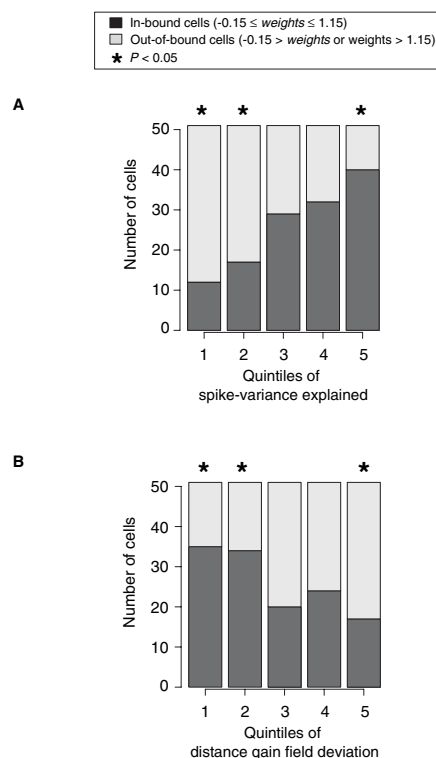 In-bound cells (-0.15 ≤ weights ≤ 1.15)
Out-of-bound cells (-0.15 > weights or weights > 1.15)
* P < 0.05
A
* * *
50
40
30
20
10
0
Number of cells
1 2 3 4 5
Quintiles of
spike-variance explained
B
* * *
50
40
30
20
10
0
Number of cells
1 2 3 4 5
Quintiles of
distance gain field deviation